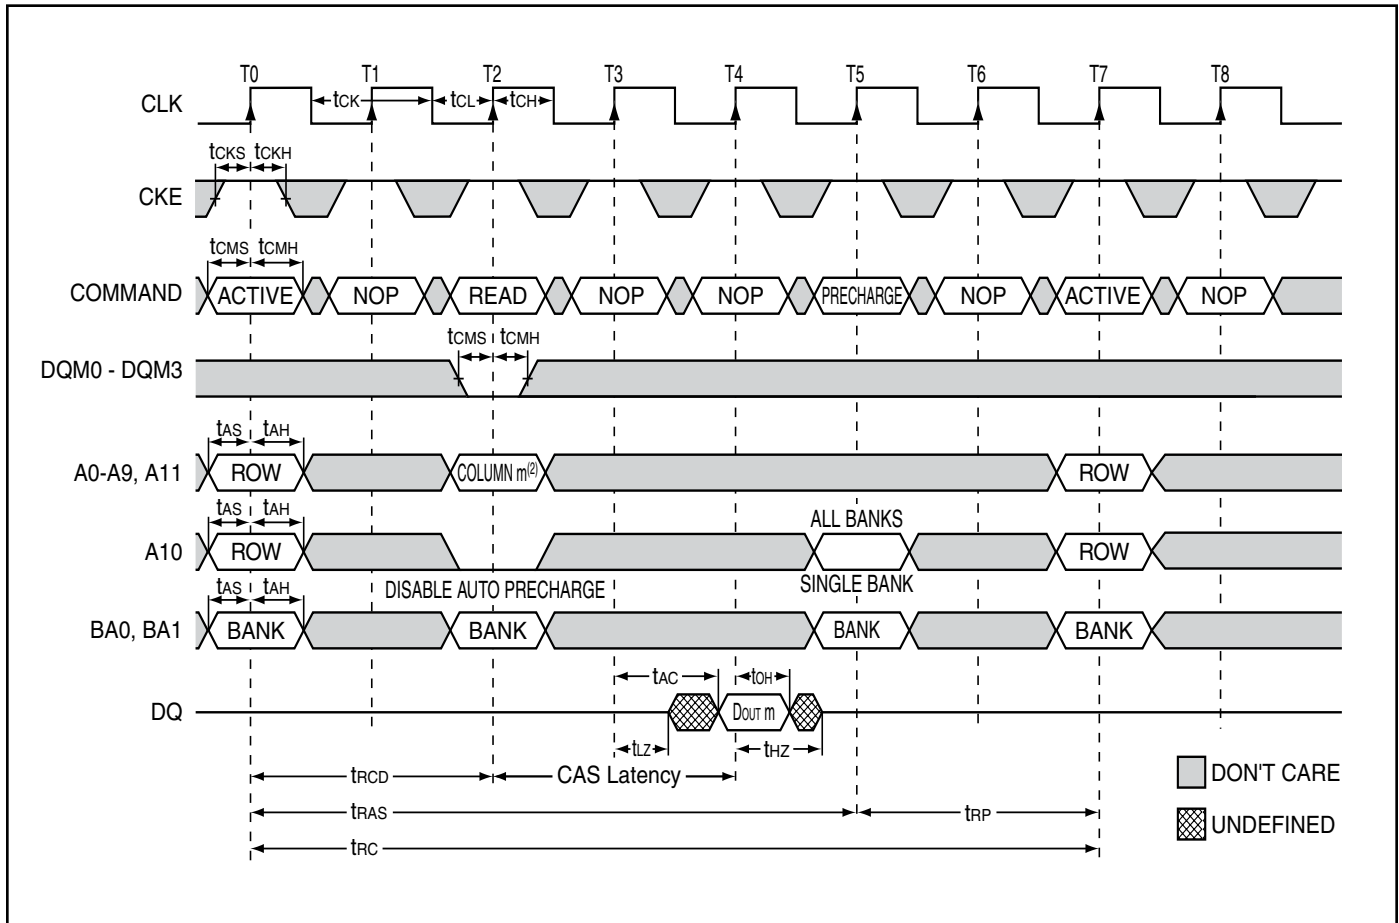 T0 T1 T2 T3 T4 T5 T6 T7 T8
CLK tCK tCL tCH
tCKS tCKH
CKE
tCMS tCMH
COMMAND ACTIVE NOP READ NOP NOP PRECHARGE NOP ACTIVE NOP
tCMS tCMH
DQM0 - DQM3
tAS tAH
A0-A9, A11 ROW COLUMN m(2) ROW
tAS tAH ALL BANKS
A10 ROW ROW
DISABLE AUTO PRECHARGE SINGLE BANK
tAS tAH
BA0, BA1 BANK BANK BANK BANK
tAC tOH
DQ DOUT m
tLZ tHZ
tRCD CAS Latency DON'T CARE
tRAS tRP
UNDEFINED
tRC